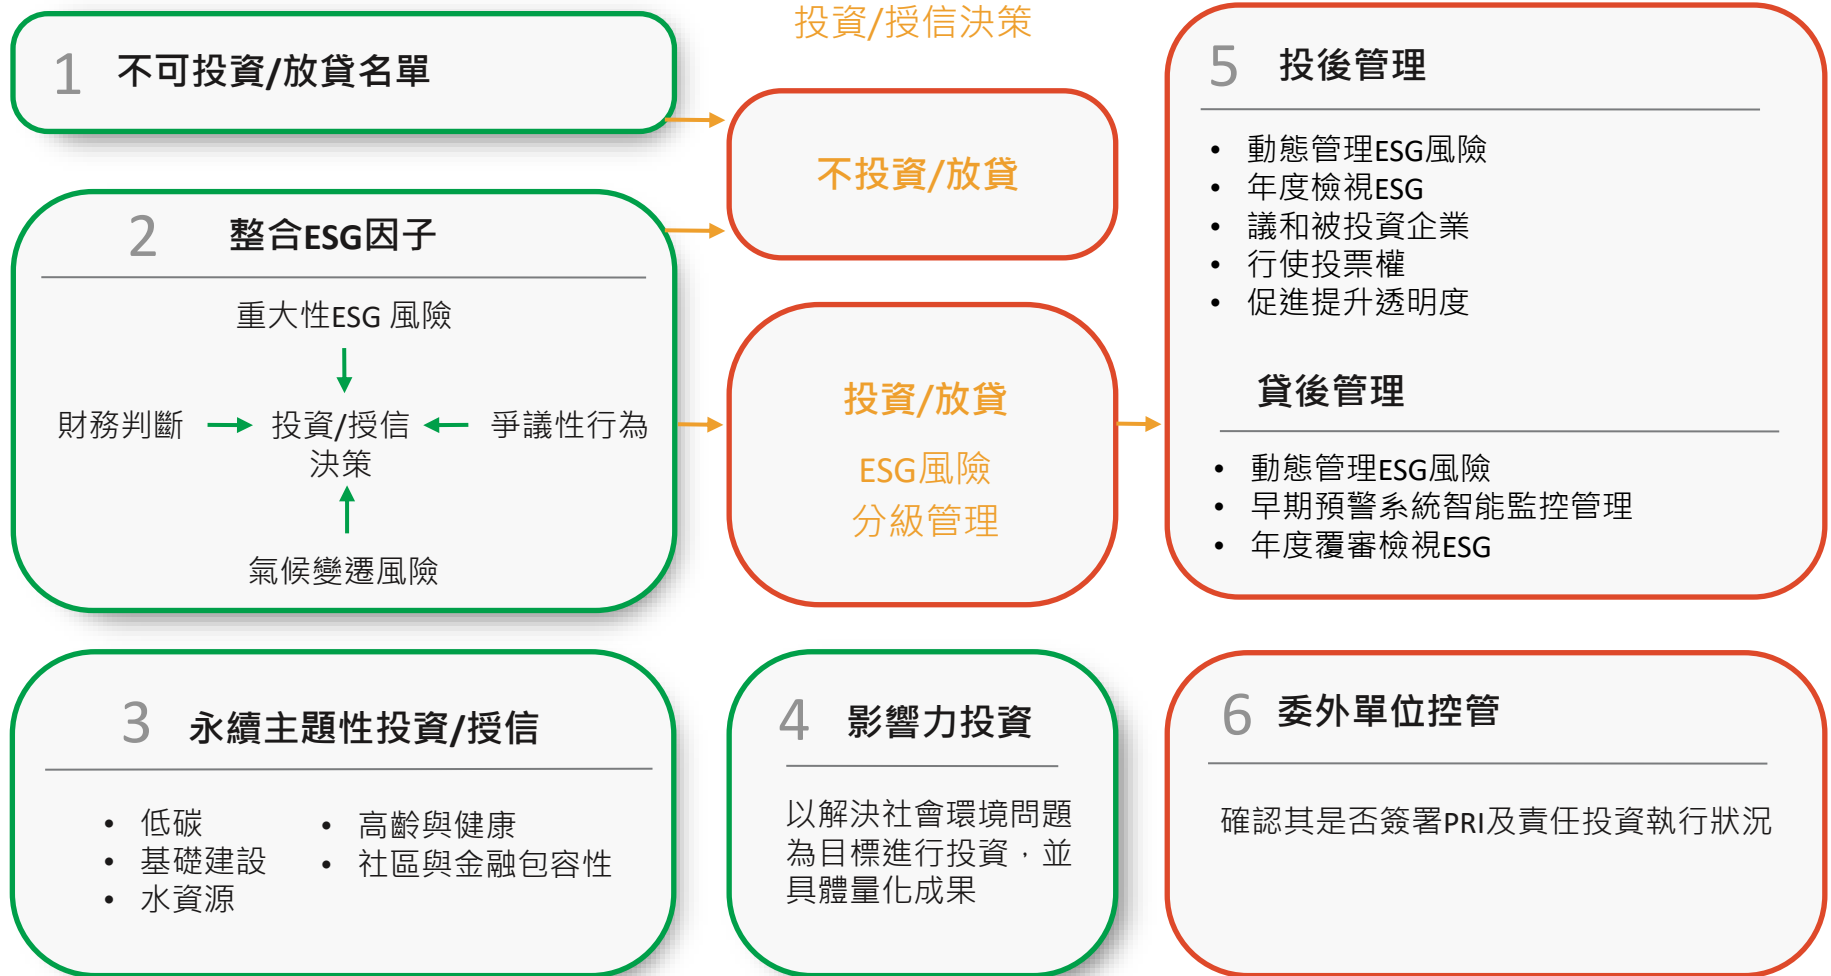 投資/授信決策
1 不可投資/放貸名單
不投資/放貸
2 整合ESG因子
重大性ESG 風險
財務判斷
投資/授信
決策
爭議性行為
氣候變遷風險
投資/放貸
ESG風險
分級管理
5 投後管理
• 動態管理ESG風險
• 年度檢視ESG
• 議和被投資企業
• 行使投票權
• 促進提升透明度
貸後管理
• 動態管理ESG風險
• 早期預警系統智能監控管理
• 年度覆審檢視ESG
3 永續主題性投資/授信
• 低碳
• 基礎建設
• 水資源
• 高齡與健康
• 社區與金融包容性
4 影響力投資
以解決社會環境問題
為目標進行投資，並
具體量化成果
6 委外單位控管
確認其是否簽署PRI及責任投資執行狀況